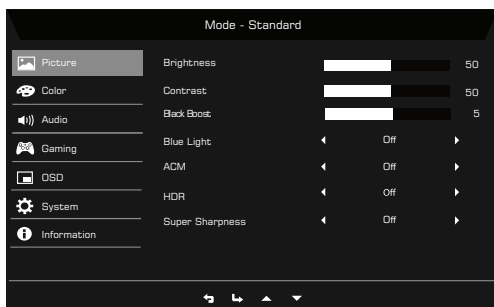 Mode - Standard
Picture
Color
Audio
Gaming
OSD
System
Information
Brightness 50
Contrast 50
Black Boost 5
Blue Light Off
ACM Off
HDR Off
Super Sharpness Off